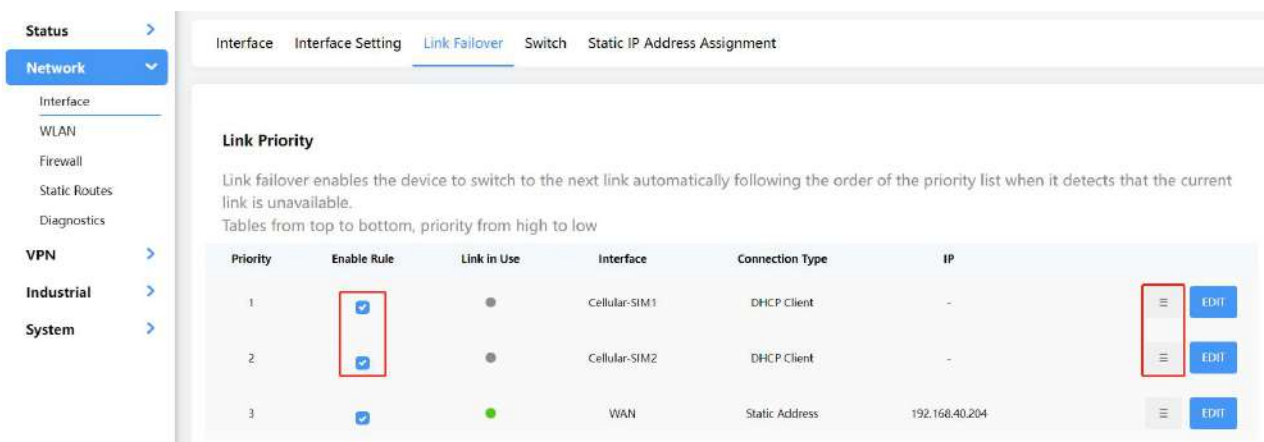 Status
Network
Interface
WLAN
Firewall
Static Routes
Diagnostics
VPN
Industrial
System
Interface Interface Setting Link Failover Switch Static IP Address Assignment
Link Priority
Link failover enables the device to switch to the next link automatically following the order of the priority list when it detects that the current
link is unavailable.
Tables from top to bottom, priority from high to low
Priority Enable Rule Link in Use Interface Connection Type IP
1 Cellular-SIM1 DHCP Client - EDIT
2 Cellular-SIM2 DHCP Client - EDIT
3 WAN Static Address 192.168.40.204 EDIT